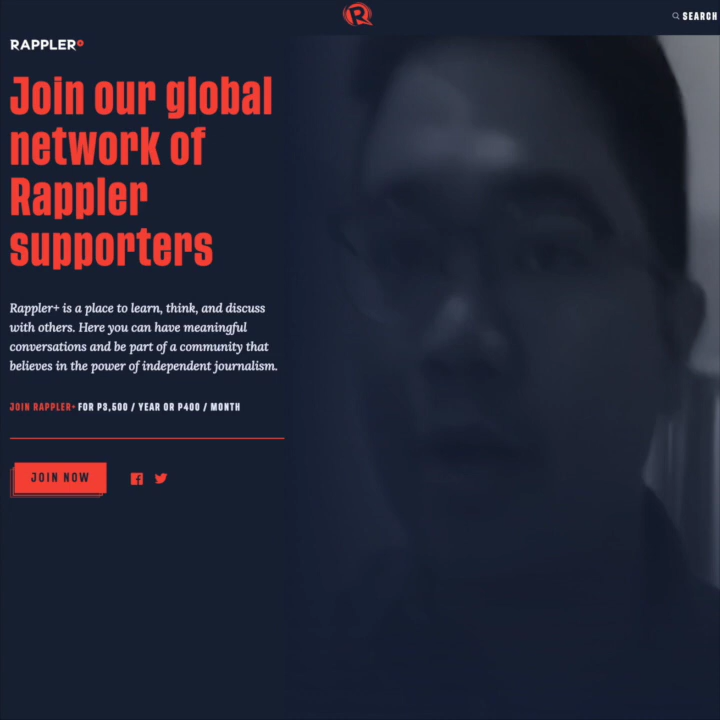 R
SEARCH
RAPPLER+
Join our global
network of
Rappler
supporters
Rappler+ is a place to learn, think, and discuss
with others. Here you can have meaningful
conversations and be part of a community that
believes in the power of independent journalism.
JOIN RAPPLER+ FOR P3,500 / YEAR OR P400 / MONTH
JOIN NOW